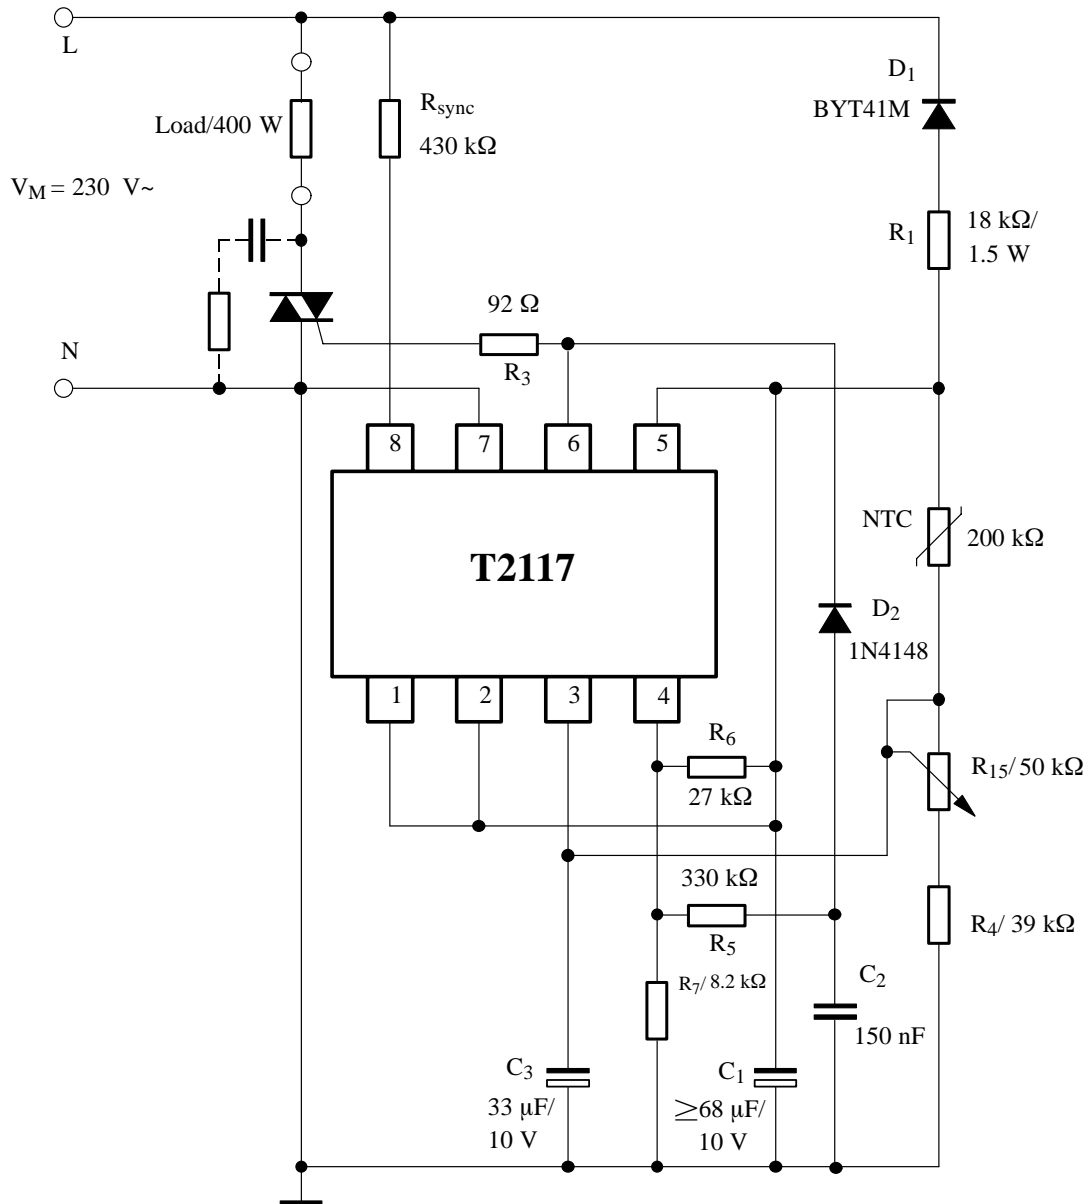 L
D1
BYT41M
Rsync
430 kΩ
Load/400 W
VM = 230 V~
R1
18 kΩ/
1.5 W
92 Ω
R3
N
8
7
6
5
NTC
200 kΩ
T2117
D2
1N4148
1
2
3
4
R6
27 kΩ
R15/ 50 kΩ
330 kΩ
R5
R4/ 39 kΩ
R7/ 8.2 kΩ
C2
150 nF
C3
33 µF/
10 V
C1
≥68 µF/
10 V